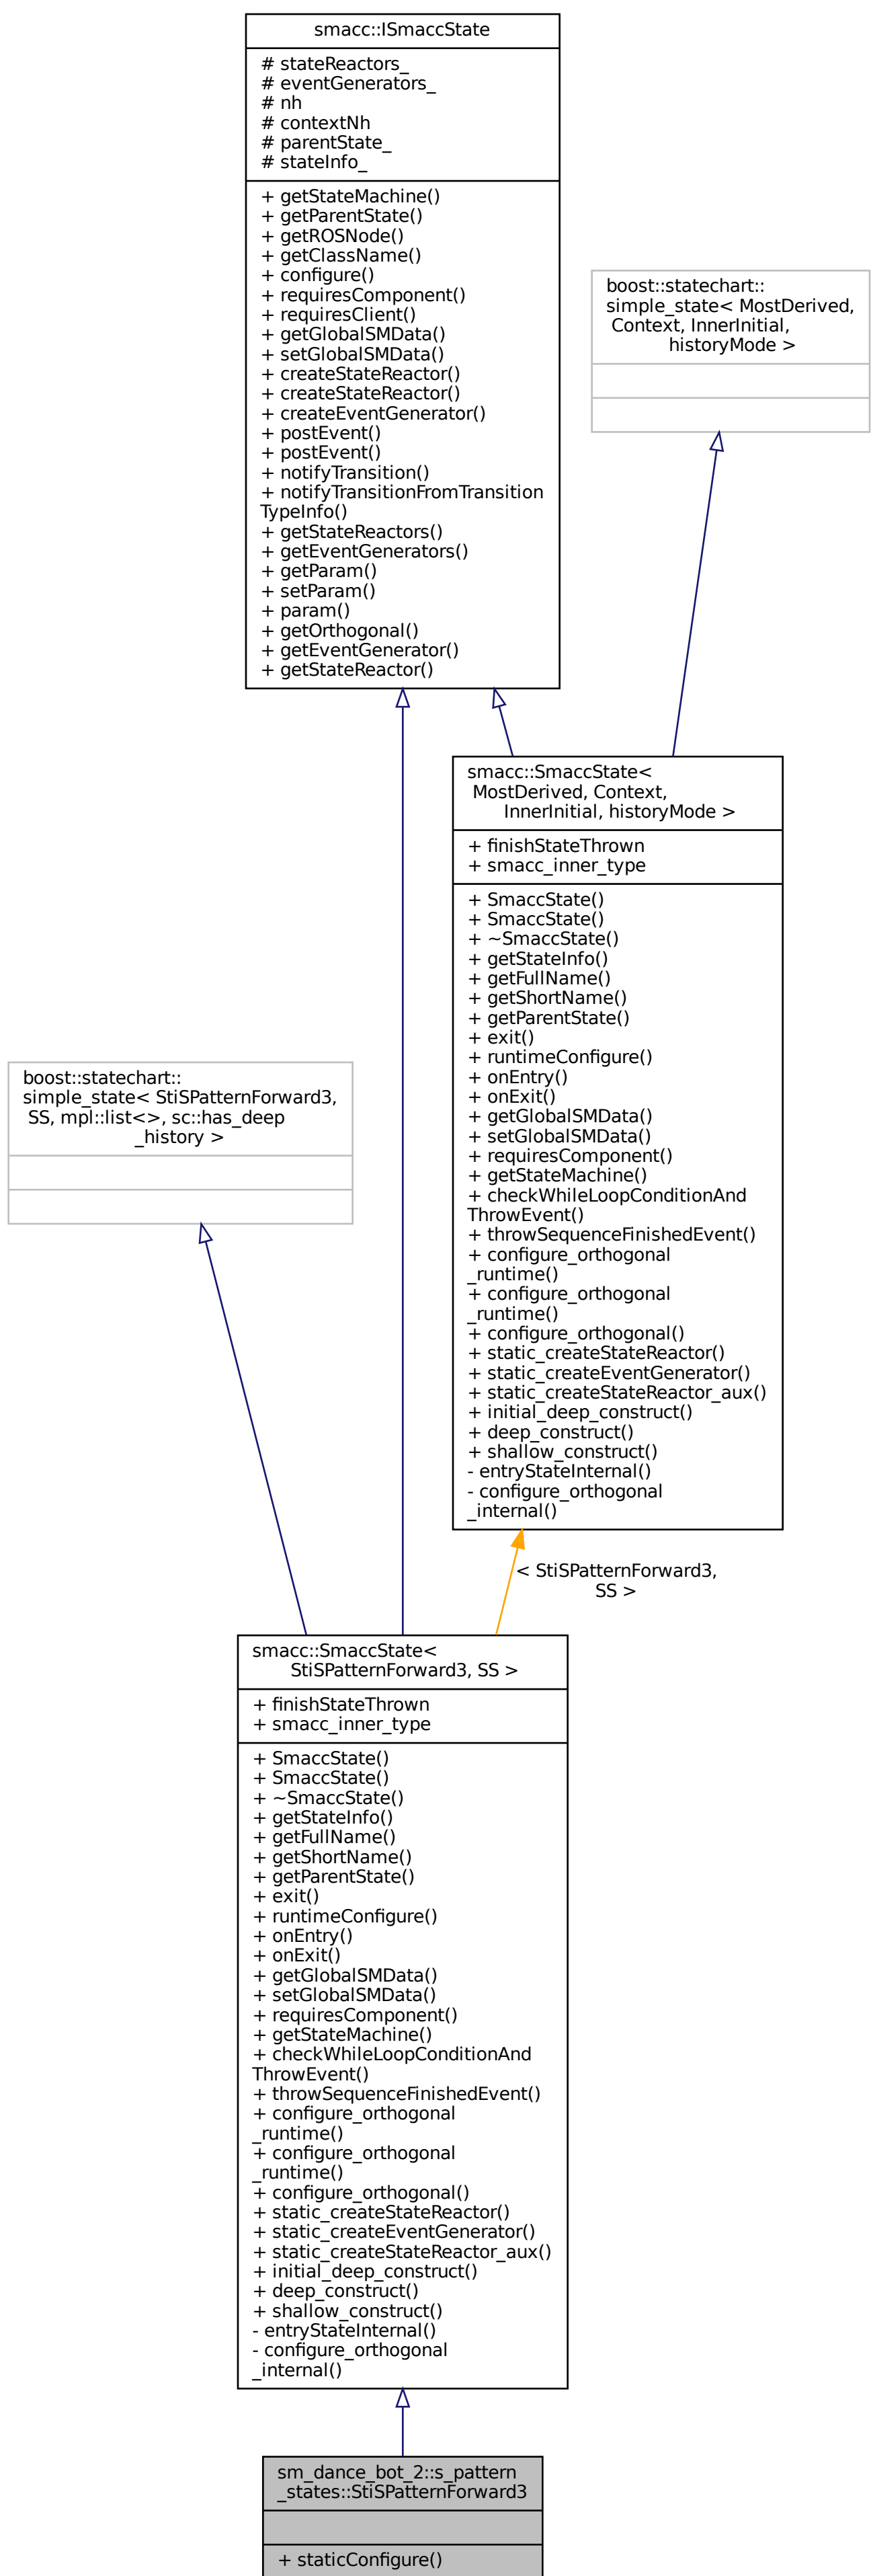 smacc::ISmaccState
# stateReactors_
# eventGenerators_
# nh
# contextNh
# parentState_
# stateInfo_
+ getStateMachine()
+ getParentState()
+ getROSNode()
+ getClassName()
+ configure()
+ requiresComponent()
+ requiresClient()
+ getGlobalSMData()
+ setGlobalSMData()
+ createStateReactor()
+ createStateReactor()
+ createEventGenerator()
+ postEvent()
+ postEvent()
+ notifyTransition()
+ notifyTransitionFromTransition
TypeInfo()
+ getStateReactors()
+ getEventGenerators()
+ getParam()
+ setParam()
+ param()
+ getOrthogonal()
+ getEventGenerator()
+ getStateReactor()
boost::statechart::
simple_state< MostDerived,
Context, InnerInitial,
historyMode >
smacc::SmaccState<
MostDerived, Context,
InnerInitial, historyMode >
+ finishStateThrown
+ smacc_inner_type
+ SmaccState()
+ SmaccState()
+ ~SmaccState()
+ getStateInfo()
+ getFullName()
+ getShortName()
+ getParentState()
+ exit()
+ runtimeConfigure()
+ onEntry()
+ onExit()
+ getGlobalSMData()
+ setGlobalSMData()
+ requiresComponent()
+ getStateMachine()
+ checkWhileLoopConditionAnd
ThrowEvent()
+ throwSequenceFinishedEvent()
+ configure_orthogonal
_runtime()
+ configure_orthogonal
_runtime()
+ configure_orthogonal()
+ static_createStateReactor()
+ static_createEventGenerator()
+ static_createStateReactor_aux()
+ initial_deep_construct()
+ deep_construct()
+ shallow_construct()
- entryStateInternal()
- configure_orthogonal
_internal()
boost::statechart::
simple_state< StiSPatternForward3,
SS, mpl::list<>, sc::has_deep
_history >
< StiSPatternForward3,
SS >
smacc::SmaccState<
StiSPatternForward3, SS >
+ finishStateThrown
+ smacc_inner_type
+ SmaccState()
+ SmaccState()
+ ~SmaccState()
+ getStateInfo()
+ getFullName()
+ getShortName()
+ getParentState()
+ exit()
+ runtimeConfigure()
+ onEntry()
+ onExit()
+ getGlobalSMData()
+ setGlobalSMData()
+ requiresComponent()
+ getStateMachine()
+ checkWhileLoopConditionAnd
ThrowEvent()
+ throwSequenceFinishedEvent()
+ configure_orthogonal
_runtime()
+ configure_orthogonal
_runtime()
+ configure_orthogonal()
+ static_createStateReactor()
+ static_createEventGenerator()
+ static_createStateReactor_aux()
+ initial_deep_construct()
+ deep_construct()
+ shallow_construct()
- entryStateInternal()
- configure_orthogonal
_internal()
sm_dance_bot_2::s_pattern
_states::StiSPatternForward3
+ staticConfigure()